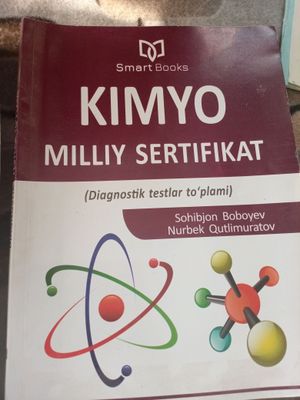 Smart Books
KIMYO
MILLIY SERTIFIKAT
(Diagnostik testlar to'plami)
Sohibjon Boboyev
Nurbek Qutlimuratov